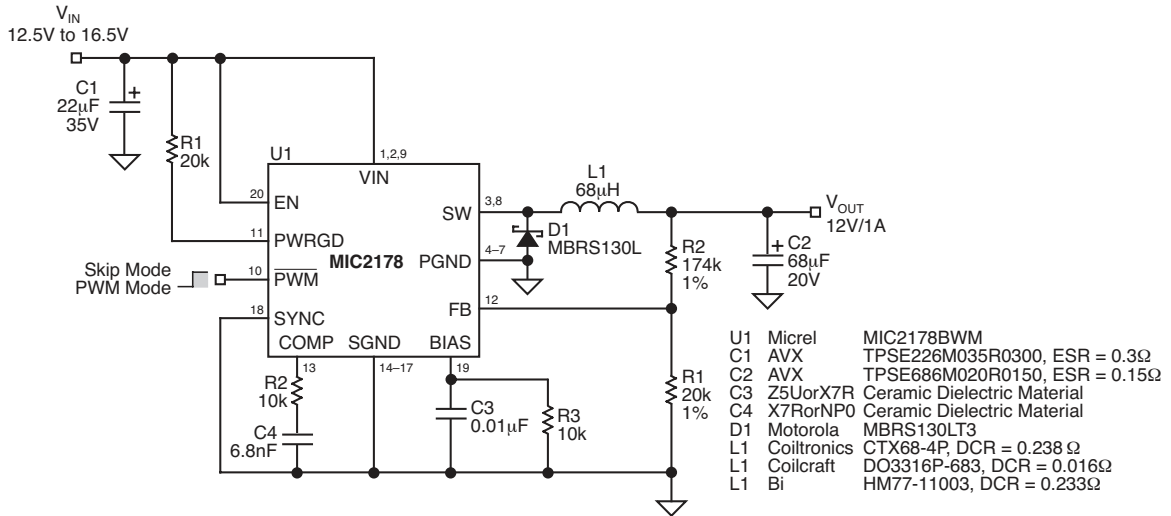 VIN
12.5V to 16.5V
C1
22µF
35V
+
R1
20k
U1
1,2,9
VIN
20
EN
11
PWRGD
MIC2178
10
PWM
Skip Mode
PWM Mode
18
SYNC
COMP
SGND
BIAS
SW
3,8
PGND
4–7
FB
12
13
14–17
19
L1
68µH
D1
MBRS130L
VOUT
12V/1A
R2
174k
1%
+
C2
68µF
20V
R1
20k
1%
R2
10k
C4
6.8nF
C3
0.01µF
R3
10k
U1 Micrel MIC2178BWM
C1 AVX TPSE226M035R0300, ESR = 0.3Ω
C2 AVX TPSE686M020R0150, ESR = 0.15Ω
C3 Z5UorX7R Ceramic Dielectric Material
C4 X7RorNP0 Ceramic Dielectric Material
D1 Motorola MBRS130LT3
L1 Coiltronics CTX68-4P, DCR = 0.238 Ω
L1 Coilcraft DO3316P-683, DCR = 0.016Ω
L1 Bi HM77-11003, DCR = 0.233Ω